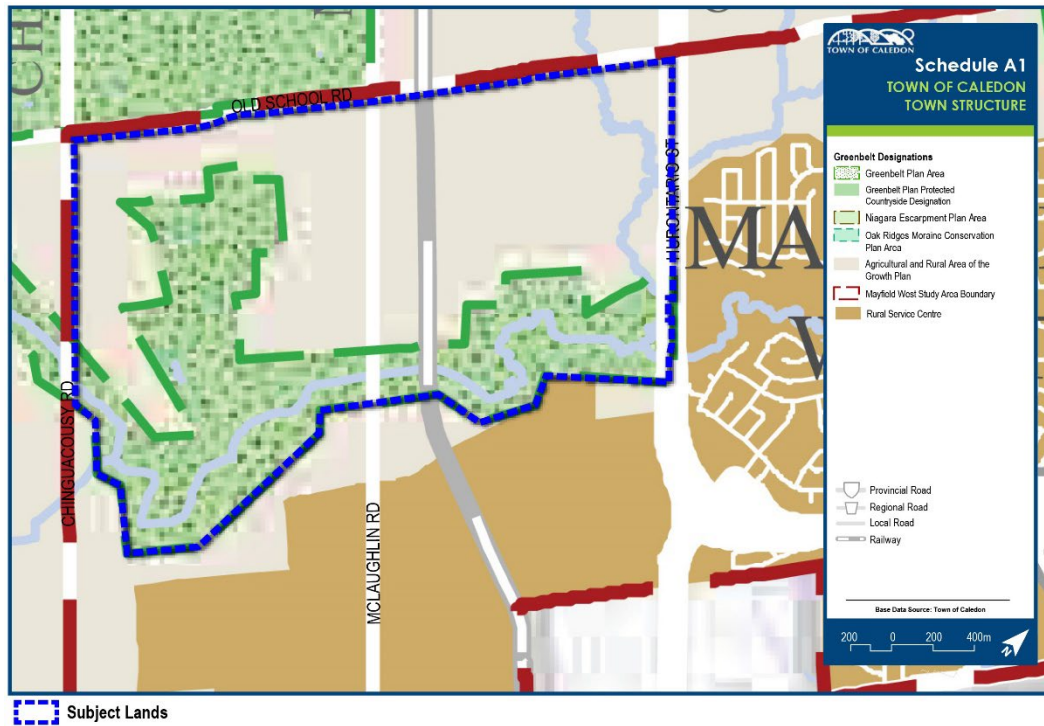 CH
OLD SCHOOL RD
HURONTARIO ST
MA
CHINGUACOUSY RD
MCLAUGHLIN RD
TOWN OF CALEDON
Schedule A1
TOWN OF CALEDON
TOWN STRUCTURE
Greenbelt Designations
Greenbelt Plan Area
Greenbelt Plan Protected
Countryside Designation
Niagara Escarpment Plan Area
Oak Ridges Moraine Conservation
Plan Area
Agricultural and Rural Area of the
Growth Plan
Mayfield West Study Area Boundary
Rural Service Centre
Provincial Road
Regional Road
Local Road
Railway
Base Data Source: Town of Caledon
200 0 200 400m
N
Subject Lands